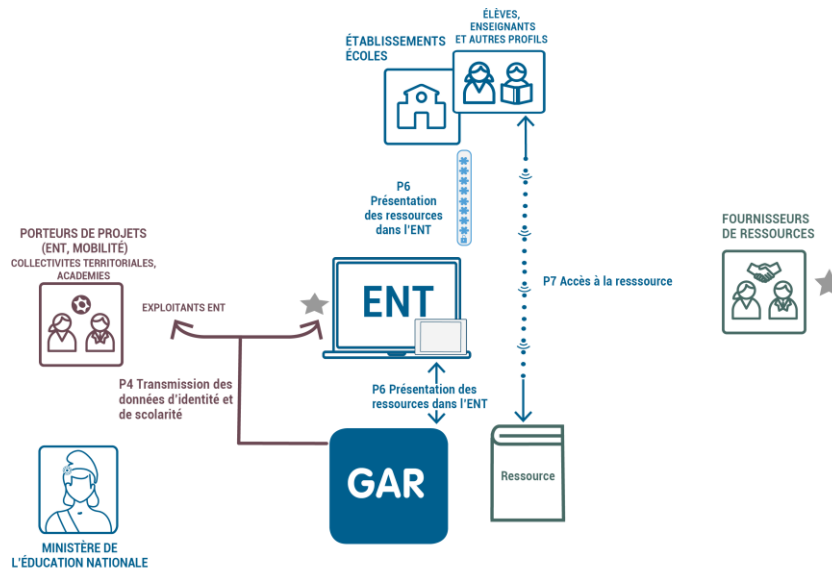 ÉLÈVES,
ENSEIGNANTS
ET AUTRES PROFILS
ÉTABLISSEMENTS
ÉCOLES
P6
Présentation
des ressources
dans l'ENT
PORTEURS DE PROJETS
(ENT, MOBILITÉ)
COLLECTIVITES TERRITORIALES,
ACADEMIES
FOURNISSEURS
DE RESSOURCES
P7 Accès à la resssource
EXPLOITANTS ENT
ENT
P4 Transmission des
données d'identité et
de scolarité
P6 Présentation des
ressources dans l'ENT
GAR
Ressource
MINISTÈRE DE
L'ÉDUCATION NATIONALE